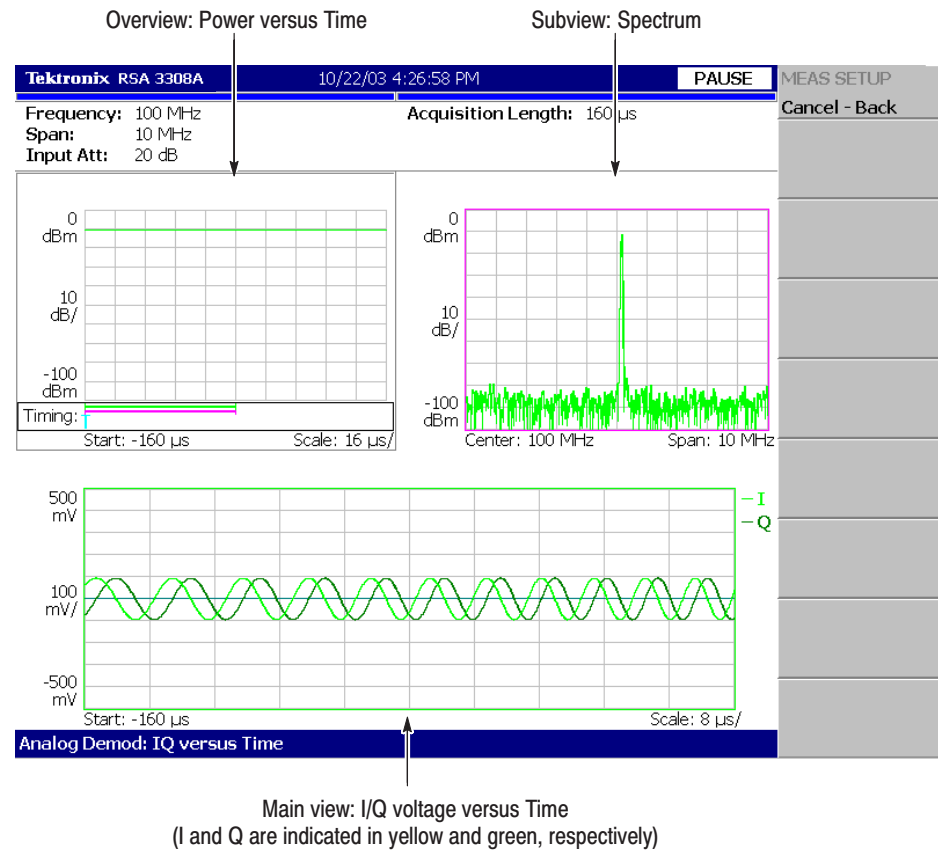 Overview: Power versus Time
Subview: Spectrum
Tektronix RSA 3308A 10/22/03 4:26:58 PM PAUSE MEAS SETUP
Cancel - Back
Frequency: 100 MHz Acquisition Length: 160 µs
Span: 10 MHz
Input Att: 20 dB
0
dBm
10
dB/
-100
dBm
Timing:
Start: -160 µs Scale: 16 µs/
0
dBm
10
dB/
-100
dBm
Center: 100 MHz Span: 10 MHz
500
mV
100
mV/
-500
mV
I
Q
Start: -160 µs Scale: 8 µs/
Analog Demod: IQ versus Time
Main view: I/Q voltage versus Time
(I and Q are indicated in yellow and green, respectively)